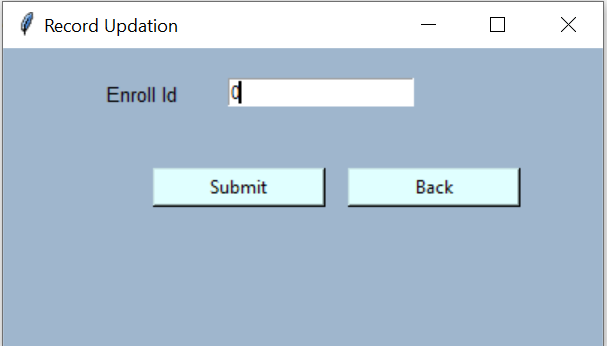 Record Updation
Enroll Id 0
Submit Back